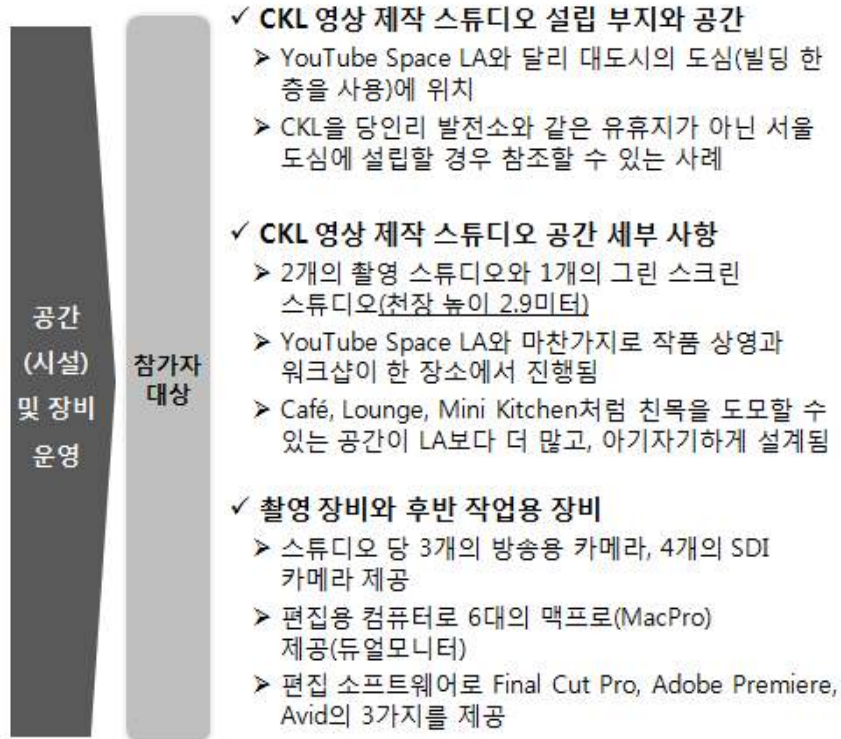 공간
(시설)
및 장비
운영
참가자
대상
✓ CKL 영상 제작 스튜디오 설립 부지와 공간
➤ YouTube Space LA와 달리 대도시의 도심(빌딩 한
층을 사용)에 위치
➤ CKL을 당인리 발전소와 같은 유휴지가 아닌 서울
도심에 설립할 경우 참조할 수 있는 사례
✓ CKL 영상 제작 스튜디오 공간 세부 사항
➤ 2개의 촬영 스튜디오와 1개의 그린 스크린
스튜디오(천장 높이 2.9미터)
➤ YouTube Space LA와 마찬가지로 작품 상영과
워크샵이 한 장소에서 진행됨
➤ Café, Lounge, Mini Kitchen처럼 친목을 도모할 수
있는 공간이 LA보다 더 많고, 아기자기하게 설계됨
✓ 촬영 장비와 후반 작업용 장비
➤ 스튜디오 당 3개의 방송용 카메라, 4개의 SDI
카메라 제공
➤ 편집용 컴퓨터로 6대의 맥프로(MacPro)
제공(듀얼모니터)
➤ 편집 소프트웨어로 Final Cut Pro, Adobe Premiere,
Avid의 3가지를 제공